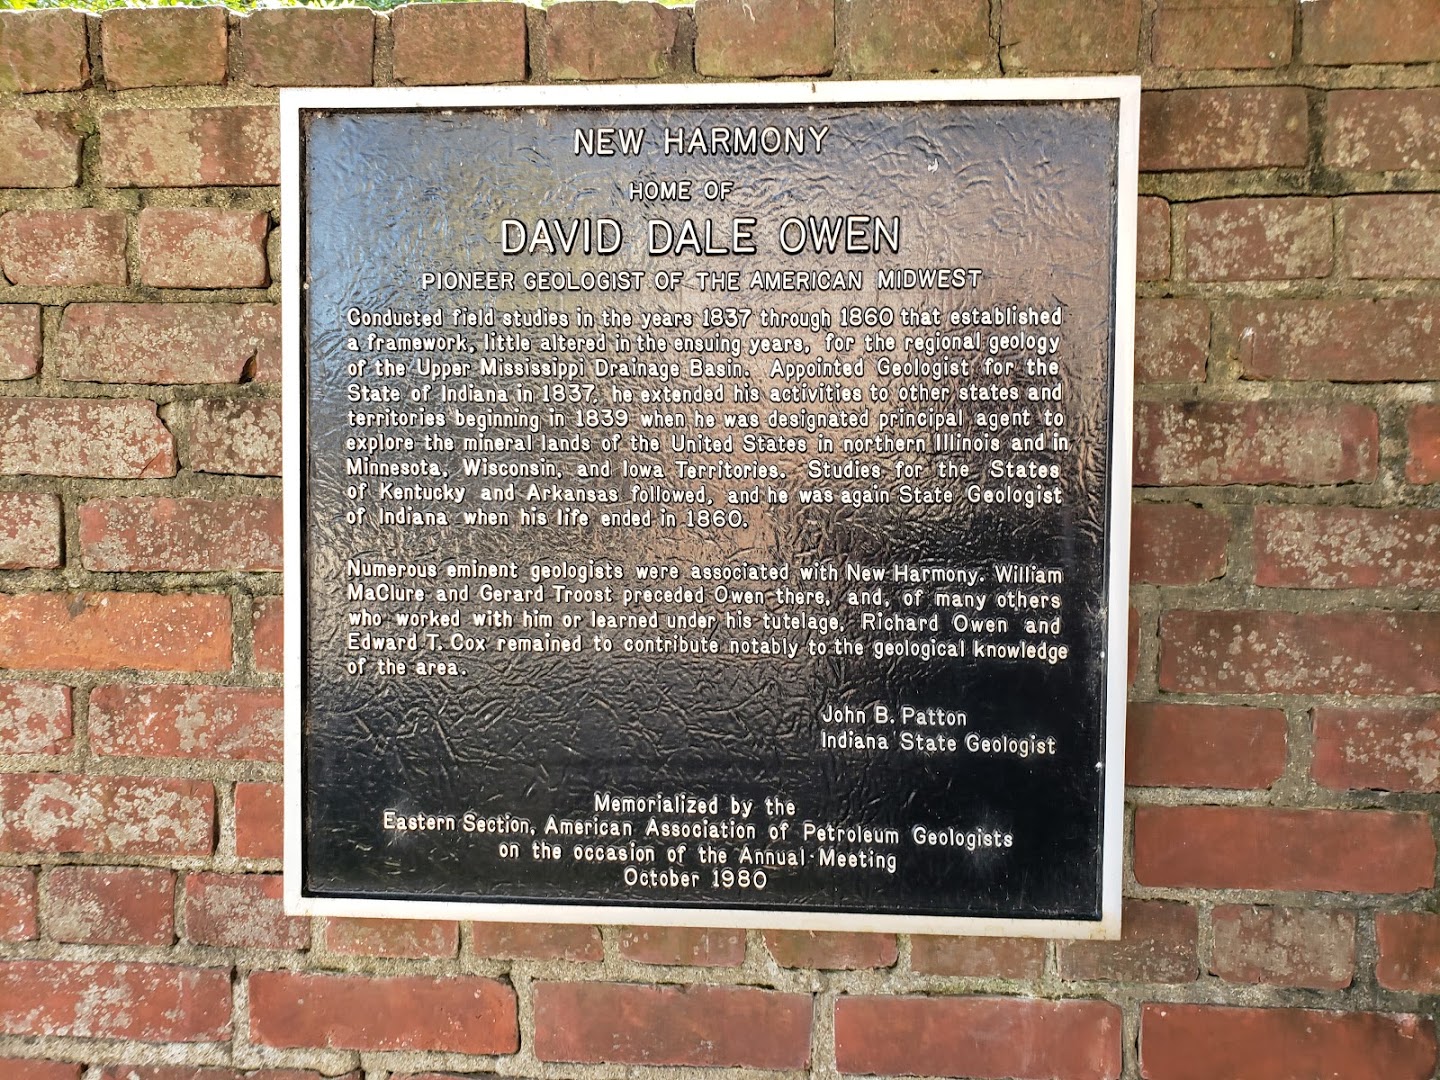 NEW HARMONY
HOME OF
DAVID DALE OWEN
PIONEER GEOLOGIST OF THE AMERICAN MIDWEST
Conducted field studies in the years 1837 through 1860 that established
a framework, little altered in the ensuing years, for the regional geology
of the Upper Mississippi Drainage Basin. Appointed Geologist for the
State of Indiana in 1837, he extended his activities to other states and
territories beginning in 1839 when he was designated principal agent to
explore the mineral lands of the United States in northern Illinois and in
Minnesota, Wisconsin, and Iowa Territories. Studies for the States
of Kentucky and Arkansas followed, and he was again State Geologist
of Indiana when his life ended in 1860.
Numerous eminent geologists were associated with New Harmony. William
MaClure and Gerard Troost preceded Owen there, and, of many others
who worked with him or learned under his tutelage, Richard Owen and
Edward T. Cox remained to contribute notably to the geological knowledge
of the area.
John B. Patton
Indiana State Geologist
Memorialized by the
Eastern Section, American Association of Petroleum Geologists
on the occasion of the Annual Meeting
October 1980